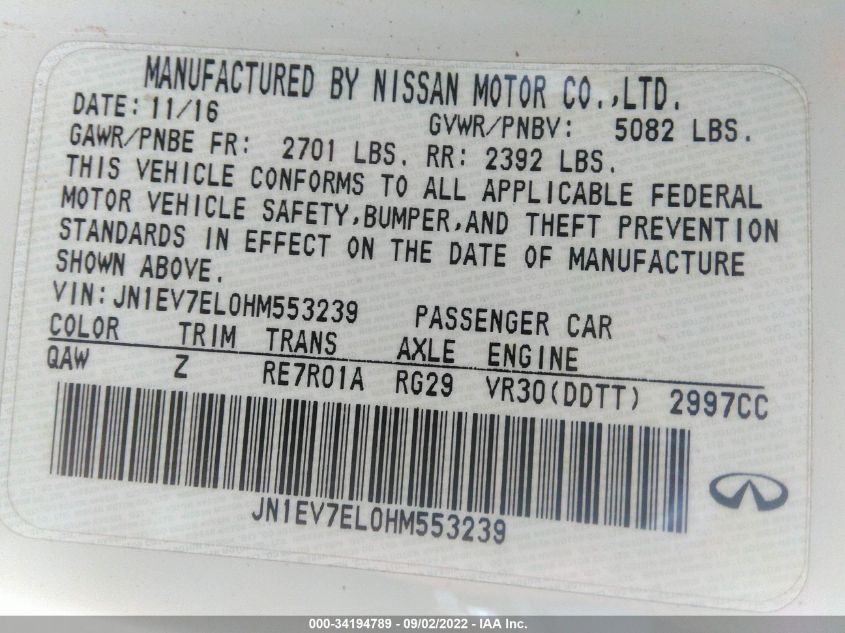 MANUFACTURED BY NISSAN MOTOR CO.,LTD.
DATE: 11/16 GVWR/PNBV: 5082 LBS.
GAWR/PNBE FR: 2701 LBS. RR: 2392 LBS.
THIS VEHICLE CONFORMS TO ALL APPLICABLE FEDERAL
MOTOR VEHICLE SAFETY,BUMPER,AND THEFT PREVENTION
STANDARDS IN EFFECT ON THE DATE OF MANUFACTURE
SHOWN ABOVE.
VIN: JN1EV7EL0HM553239 PASSENGER CAR
COLOR TRIM TRANS AXLE ENGINE
QAW Z RE7R01A RG29 VR30(DDTT) 2997CC
JN1EV7EL0HM553239
000-34194789 - 09/02/2022 - IAA Inc.